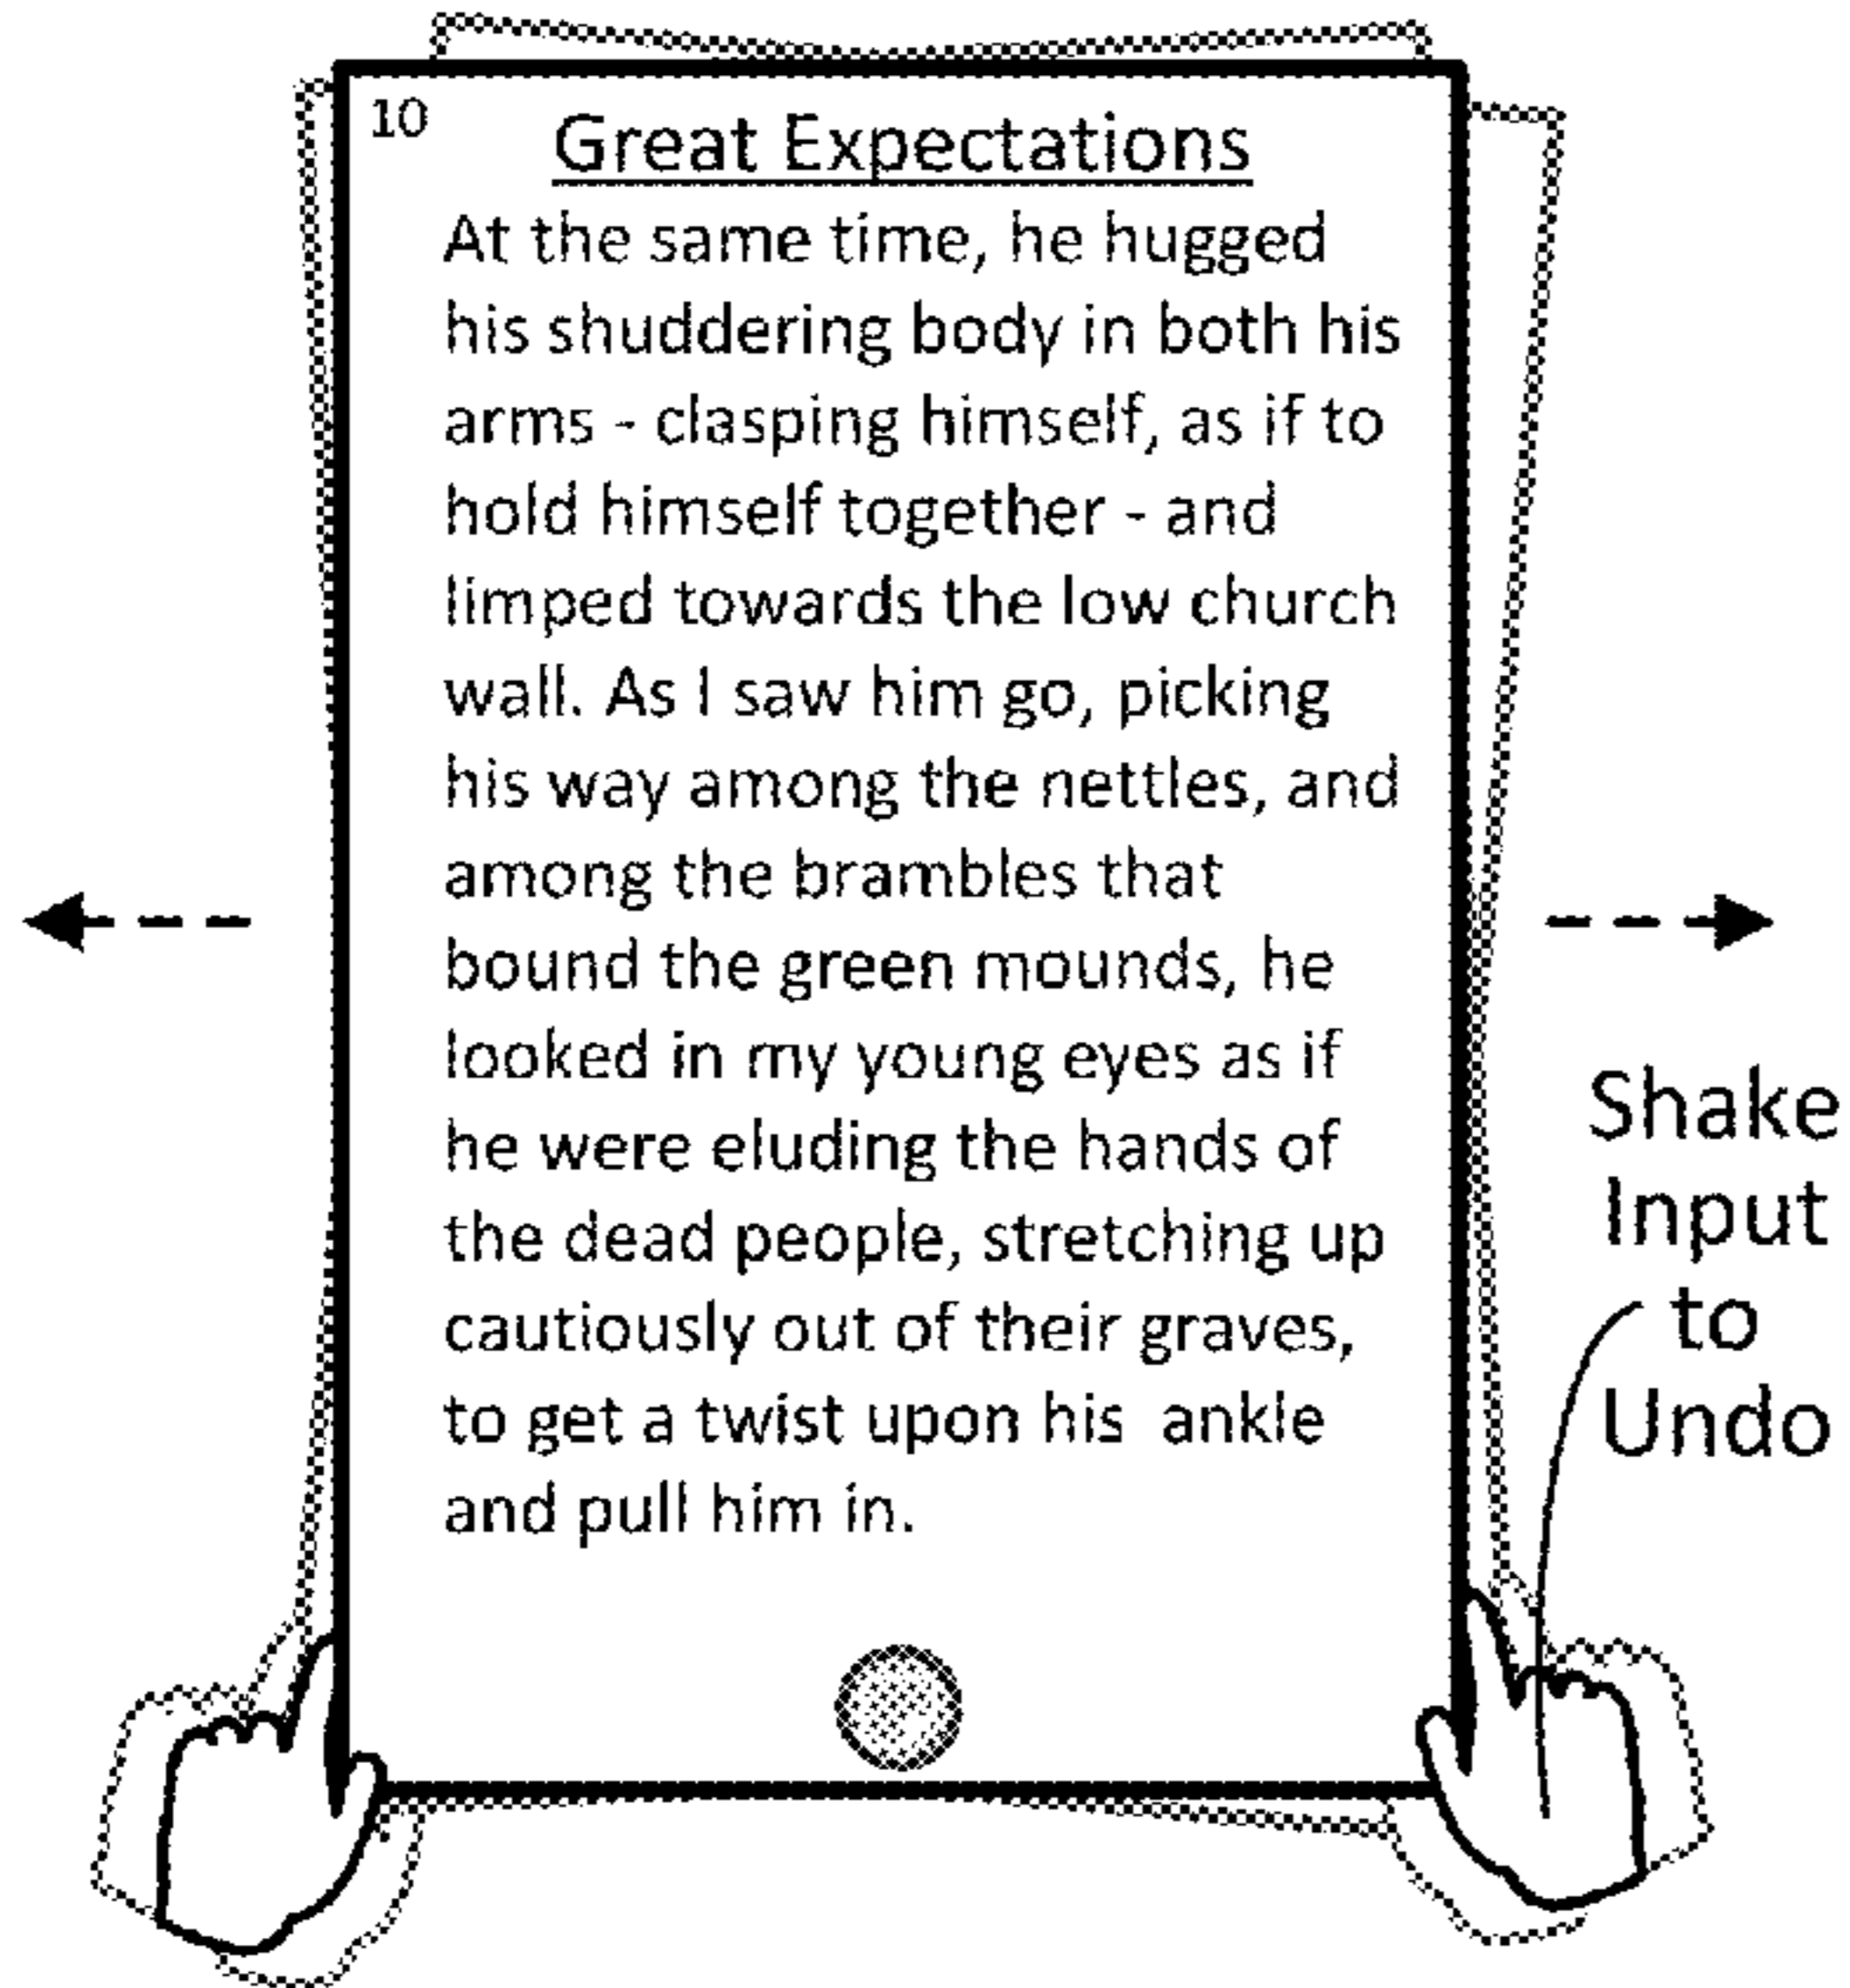 10
Great Expectations
At the same time, he hugged
his shuddering body in both his
arms - clasping himself, as if to
hold himself together - and
limped towards the low church
wall. As I saw him go, picking
his way among the nettles, and
among the brambles that
bound the green mounds, he
looked in my young eyes as if
he were eluding the hands of
the dead people, stretching up
cautiously out of their graves,
to get a twist upon his  ankle
and pull him in.
Shake
Input
to
Undo